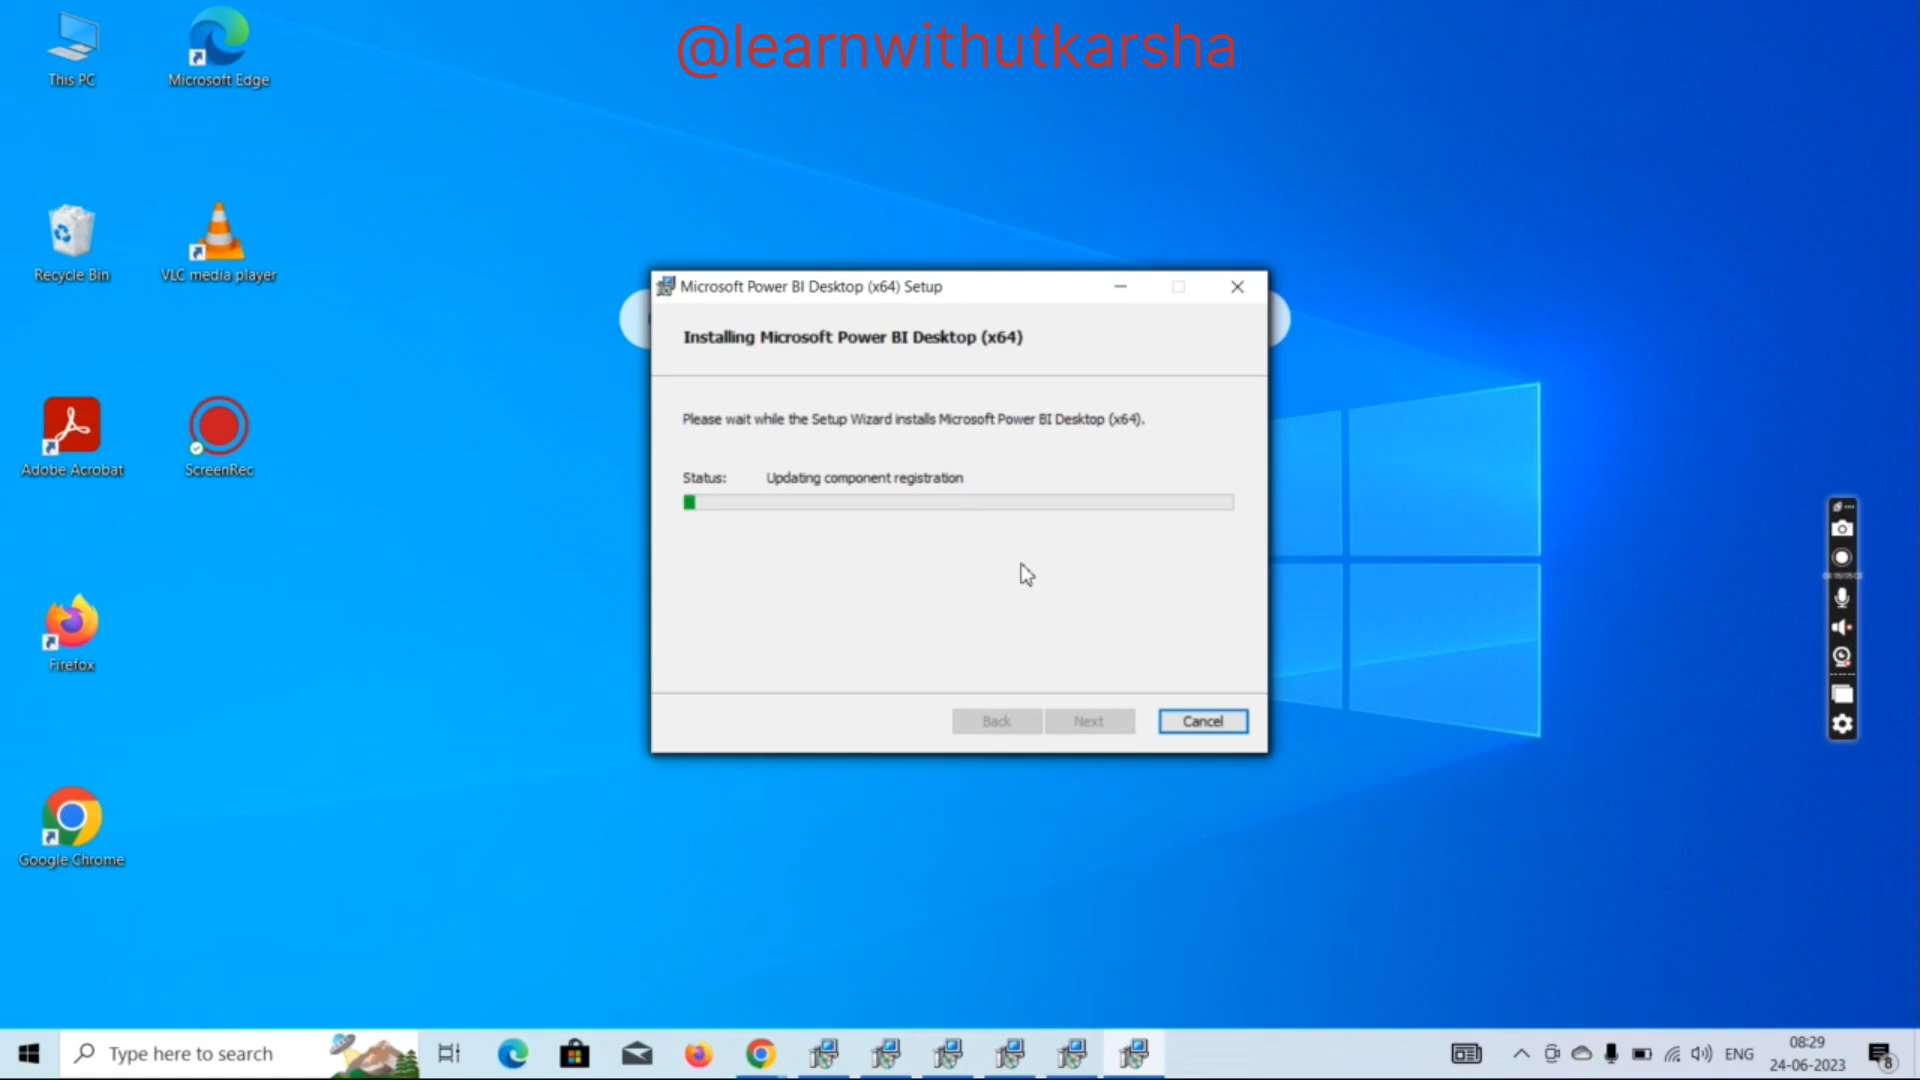 @learnwithutkarsha
This PC
Microsoft Edge
Recycle Bin
VLC media player
Adobe Acrobat
ScreenRec
Firefox
Google Chrome
Microsoft Power BI Desktop (x64) Setup
Installing Microsoft Power BI Desktop (x64)
Please wait while the Setup Wizard installs Microsoft Power BI Desktop (x64).
Status: Updating component registration
Back Next Cancel
Type here to search
ENG
08:29
24-06-2023
8